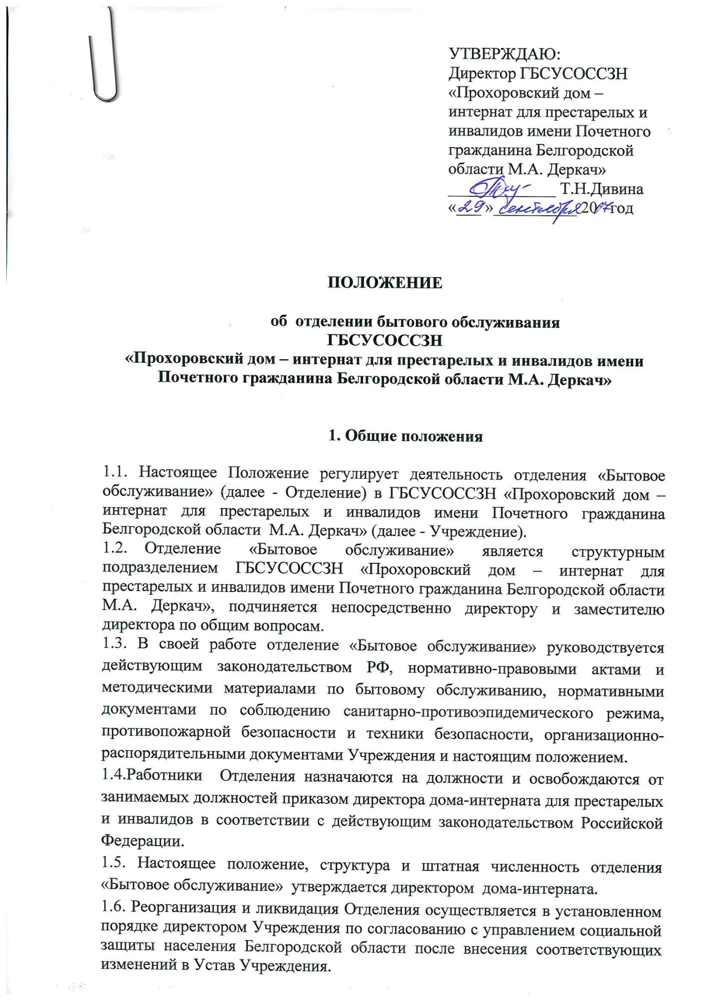 УТВЕРЖДАЮ:
Директор ГБСУСОССЗН
«Прохоровский дом –
интернат для престарелых и
инвалидов имени Почетного
гражданина Белгородской
области М.А. Деркач»
_____________ Т.Н.Дивина
«29» сентября 2017год
ПОЛОЖЕНИЕ
об отделении бытового обслуживания
ГБСУСОССЗН
«Прохоровский дом – интернат для престарелых и инвалидов имени
Почетного гражданина Белгородской области М.А. Деркач»
1. Общие положения
1.1. Настоящее Положение регулирует деятельность отделения «Бытовое
обслуживание» (далее - Отделение) в ГБСУСОССЗН «Прохоровский дом –
интернат для престарелых и инвалидов имени Почетного гражданина
Белгородской области М.А. Деркач» (далее - Учреждение).
1.2. Отделение «Бытовое обслуживание» является структурным
подразделением ГБСУСОССЗН «Прохоровский дом – интернат для
престарелых и инвалидов имени Почетного гражданина Белгородской области
М.А. Деркач», подчиняется непосредственно директору и заместителю
директора по общим вопросам.
1.3. В своей работе отделение «Бытовое обслуживание» руководствуется
действующим законодательством РФ, нормативно-правовыми актами и
методическими материалами по бытовому обслуживанию, нормативными
документами по соблюдению санитарно-противоэпидемического режима,
противопожарной безопасности и техники безопасности, организационно-
распорядительными документами Учреждения и настоящим положением.
1.4.Работники Отделения назначаются на должности и освобождаются от
занимаемых должностей приказом директора дома-интерната для престарелых
и инвалидов в соответствии с действующим законодательством Российской
Федерации.
1.5. Настоящее положение, структура и штатная численность отделения
«Бытовое обслуживание» утверждается директором дома-интерната.
1.6. Реорганизация и ликвидация Отделения осуществляется в установленном
порядке директором Учреждения по согласованию с управлением социальной
защиты населения Белгородской области после внесения соответствующих
изменений в Устав Учреждения.